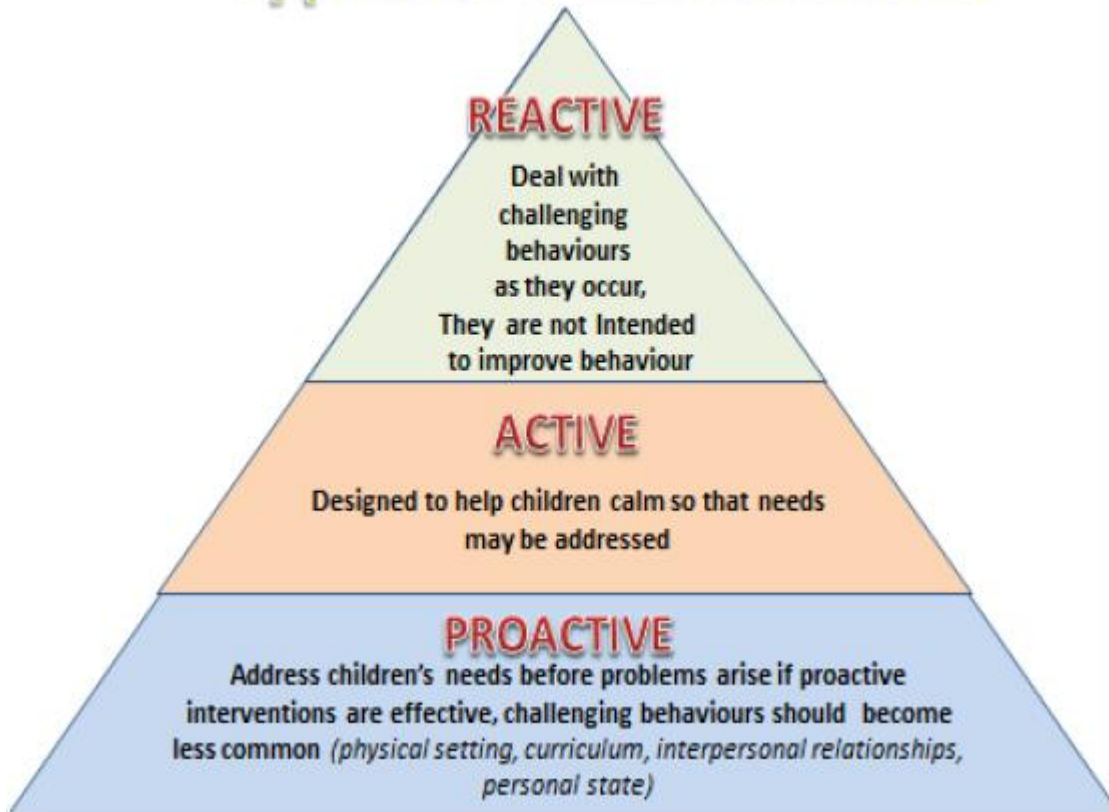 REACTIVE
Deal with
challenging
behaviours
as they occur,
They are not Intended
to improve behaviour
ACTIVE
Designed to help children calm so that needs
may be addressed
PROACTIVE
Address children's needs before problems arise if proactive
interventions are effective, challenging behaviours should become
less common (physical setting, curriculum, interpersonal relationships,
personal state)